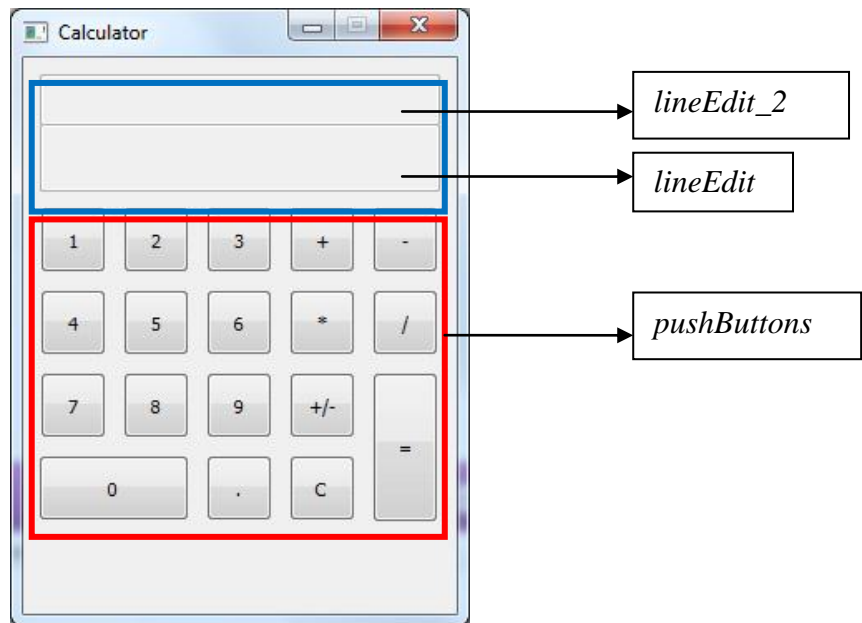 Calculator
lineEdit_2
lineEdit
1 2 3 + -
4 5 6 * /
pushButtons
7 8 9 +/-
=
0 . C